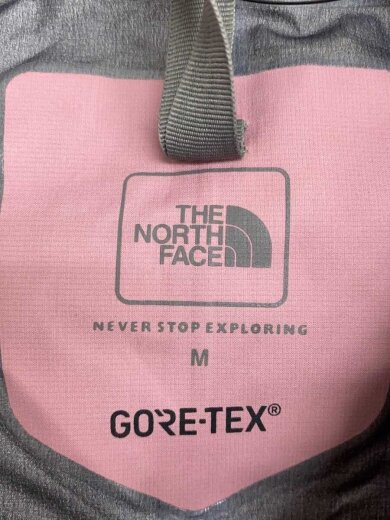 THE
NORTH
FACE
NEVER STOP EXPLORING
M
GORE-TEX®